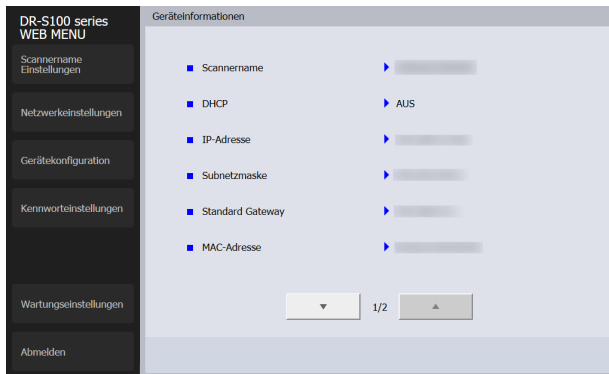 DR-S100 series
WEB MENU
Scannername
Einstellungen
Netzwerkeinstellungen
Gerätekonfiguration
Kennworteinstellungen
Wartungseinstellungen
Abmelden
Geräteinformationen
Scannername
DHCP AUS
IP-Adresse
Subnetzmaske
Standard Gateway
MAC-Adresse
1/2